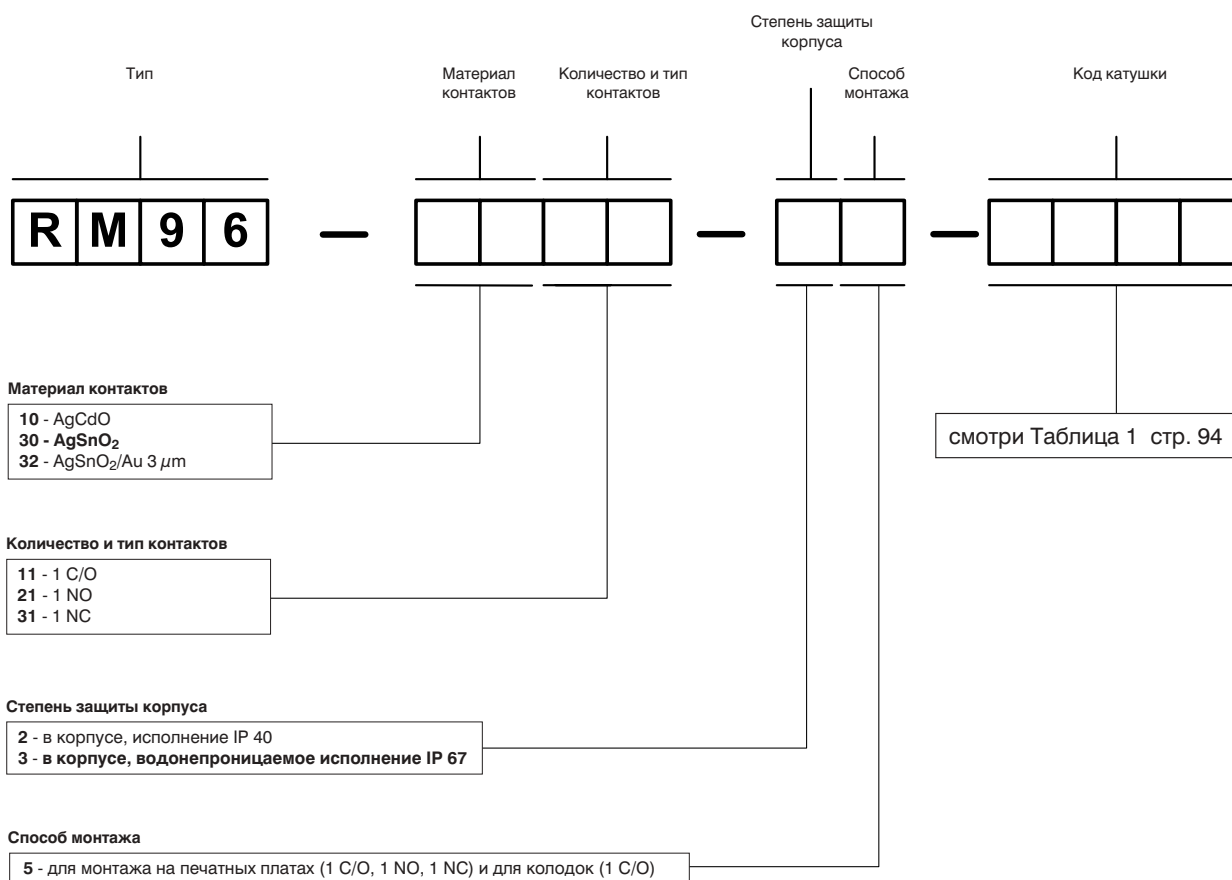 Степень защиты
корпуса
Тип
Материал
контактов
Количество и тип
контактов
Способ
монтажа
Код катушки
R M 9 6 — — —
Материал контактов
10 - AgCdO
30 - AgSnO₂
32 - AgSnO₂/Au 3 μm
смотри Таблица 1 стр. 94
Количество и тип контактов
11 - 1 C/O
21 - 1 NO
31 - 1 NC
Степень защиты корпуса
2 - в корпусе, исполнение IP 40
3 - в корпусе, водонепроницаемое исполнение IP 67
Способ монтажа
5 - для монтажа на печатных платах (1 C/O, 1 NO, 1 NC) и для колодок (1 C/O)